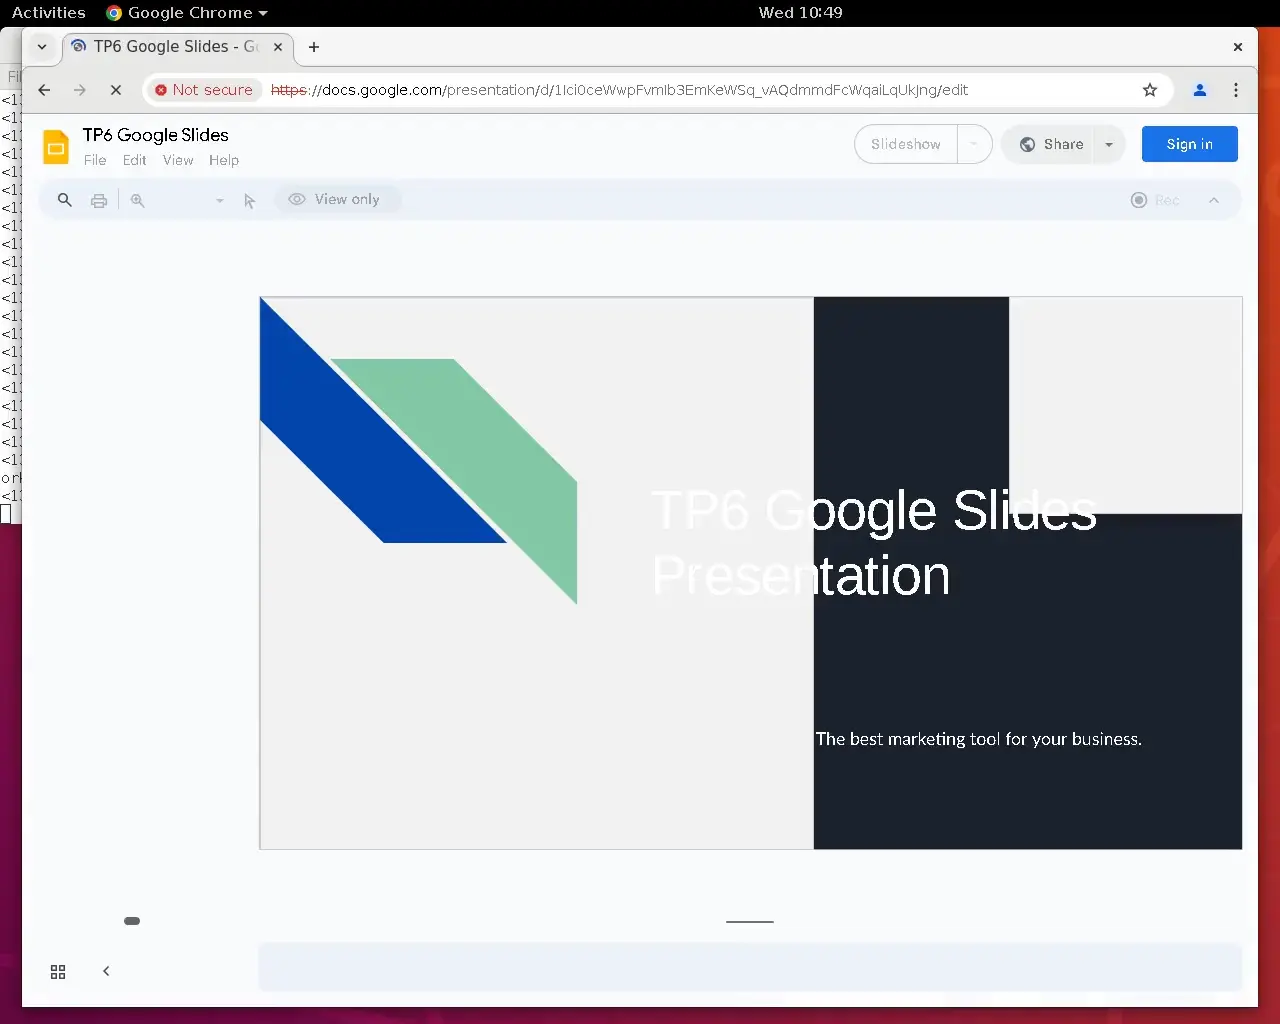 Activities
Google Chrome
Wed 10:49
TP6 Google Slides - Go
Not secure
https://docs.google.com/presentation/d/1Ici0ceWwpFvmIb3EmKeWSq_vAQdmmdFcWqaiLqUkJng/edit
TP6 Google Slides
File Edit View Help
Slideshow
Share
Sign in
View only
Rec
TP6 Google Slides
Presentation
The best marketing tool for your business.